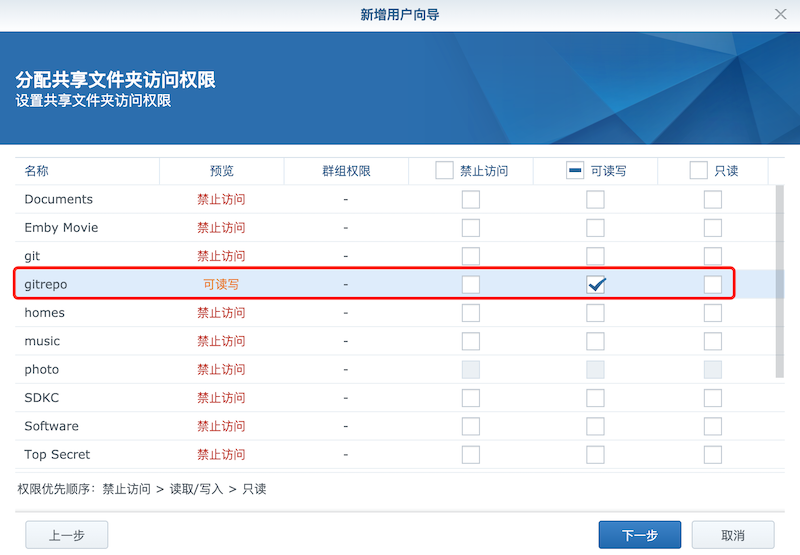 新增用户向导
分配共享文件夹访问权限
设置共享文件夹访问权限
名称 预览 群组权限 禁止访问 可读写 只读
Documents 禁止访问 -
Emby Movie 禁止访问 -
git 禁止访问 -
gitrepo 可读写 -
homes 禁止访问 -
music 禁止访问 -
photo 禁止访问 -
SDKC 禁止访问 -
Software 禁止访问 -
Top Secret 禁止访问 -
权限优先顺序: 禁止访问 > 读取/写入 > 只读
上一步 下一步 取消